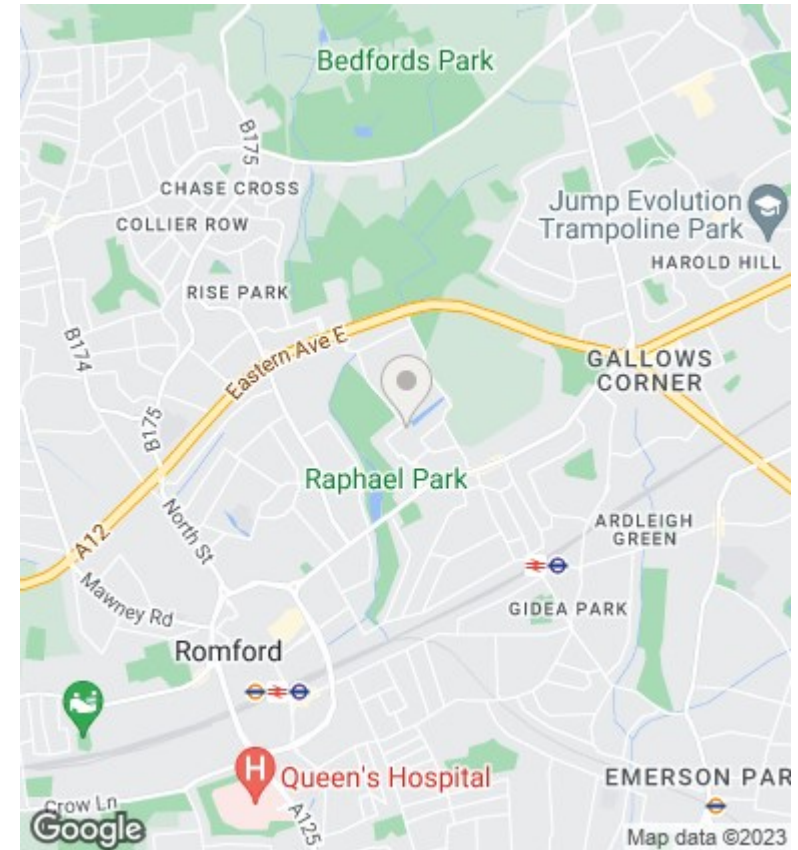 Bedfords Park
B175
CHASE CROSS
COLLIER ROW
Jump Evolution
Trampoline Park
HAROLD HILL
RISE PARK
B174
Eastern Ave E
GALLOWS
CORNER
B175
Raphael Park
North St
A12
ARDLEIGH
GREEN
Mawney Rd
GIDEA PARK
Romford
H
Queen's Hospital
EMERSON PAR
Crow Ln
A125
Google
Map data ©2023